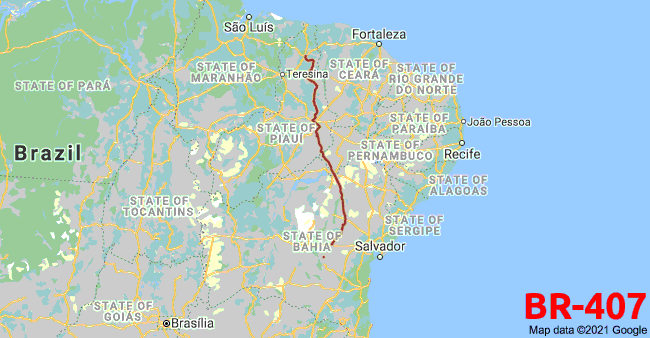 São Luís
Fortaleza
STATE OF
CEARÁ
STATE OF
MARANHÃO
Teresina
STATE OF
RIO GRANDE
DO NORTE
STATE OF PARÁ
STATE OF
PARAÍBA
João Pessoa
STATE OF
PIAUÍ
Brazil
STATE OF
PERNAMBUCO
Recife
STATE OF
ALAGOAS
STATE OF
TOCANTINS
STATE OF
SERGIPE
STATE OF
BAHIA
Salvador
STATE OF
GOIÁS
Brasília
BR-407
Map data ©2021 Google